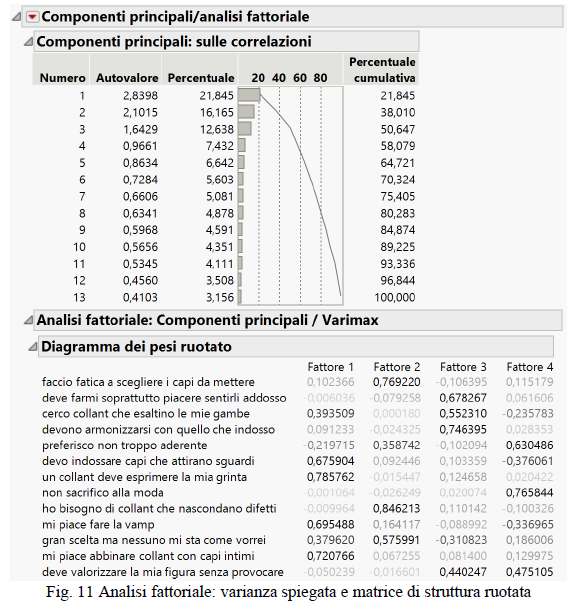 Componenti principali/analisi fattoriale
Componenti principali: sulle correlazioni
Numero Autovalore Percentuale 20 40 60 80 Percentuale cumulativa
1 2,8398 21,845 21,845
2 2,1015 16,165 38,010
3 1,6429 12,638 50,647
4 0,9661 7,432 58,079
5 0,8634 6,642 64,721
6 0,7284 5,603 70,324
7 0,6606 5,081 75,405
8 0,6341 4,878 80,283
9 0,5968 4,591 84,874
10 0,5656 4,351 89,225
11 0,5345 4,111 93,336
12 0,4560 3,508 96,844
13 0,4103 3,156 100,000
Analisi fattoriale: Componenti principali / Varimax
Diagramma dei pesi ruotato
Fattore 1 Fattore 2 Fattore 3 Fattore 4
faccio fatica a scegliere i capi da mettere 0,102366 0,769220 -0,106395 0,115179
deve farmi soprattutto piacere sentirli addosso -0,006036 -0,079258 0,678267 0,061606
cerco collant che esaltino le mie gambe 0,393509 0,000180 0,552310 -0,235783
devono armonizzarsi con quello che indosso 0,091233 -0,024325 0,746395 0,028353
preferisco non troppo aderente -0,219715 0,358742 -0,102094 0,630486
devo indossare capi che attirano sguardi 0,675904 0,092446 0,103359 -0,376061
un collant deve esprimere la mia grinta 0,785762 -0,015447 0,124658 0,020422
non sacrifico alla moda -0,001064 -0,026249 0,020074 0,765844
ho bisogno di collant che nascondano difetti -0,009964 0,846213 0,110142 -0,100326
mi piace fare la vamp 0,695488 0,164117 -0,088992 -0,336965
gran scelta ma nessuno mi sta come vorrei 0,379620 0,575991 -0,310823 0,186006
mi piace abbinare collant con capi intimi 0,720766 0,067255 0,081400 0,129975
deve valorizzare la mia figura senza provocare -0,050239 -0,016601 0,440247 0,475105
Fig. 11 Analisi fattoriale: varianza spiegata e matrice di struttura ruotata